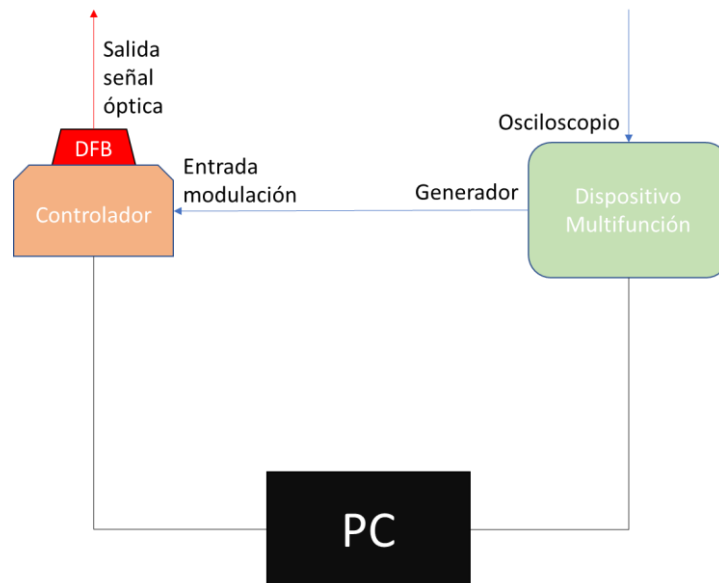 Salida
señal
óptica
Osciloscopio
DFB
Entrada
modulación
Generador
Controlador
Dispositivo
Multifunción
PC